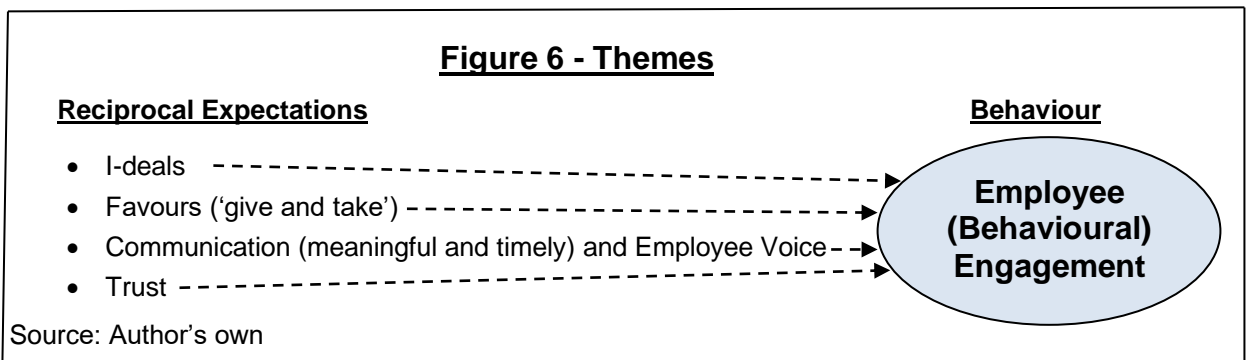 Figure 6 - Themes
Reciprocal Expectations
Behaviour
• I-deals
• Favours (‘give and take’)
• Communication (meaningful and timely) and Employee Voice
• Trust
Employee
(Behavioural)
Engagement
Source: Author’s own